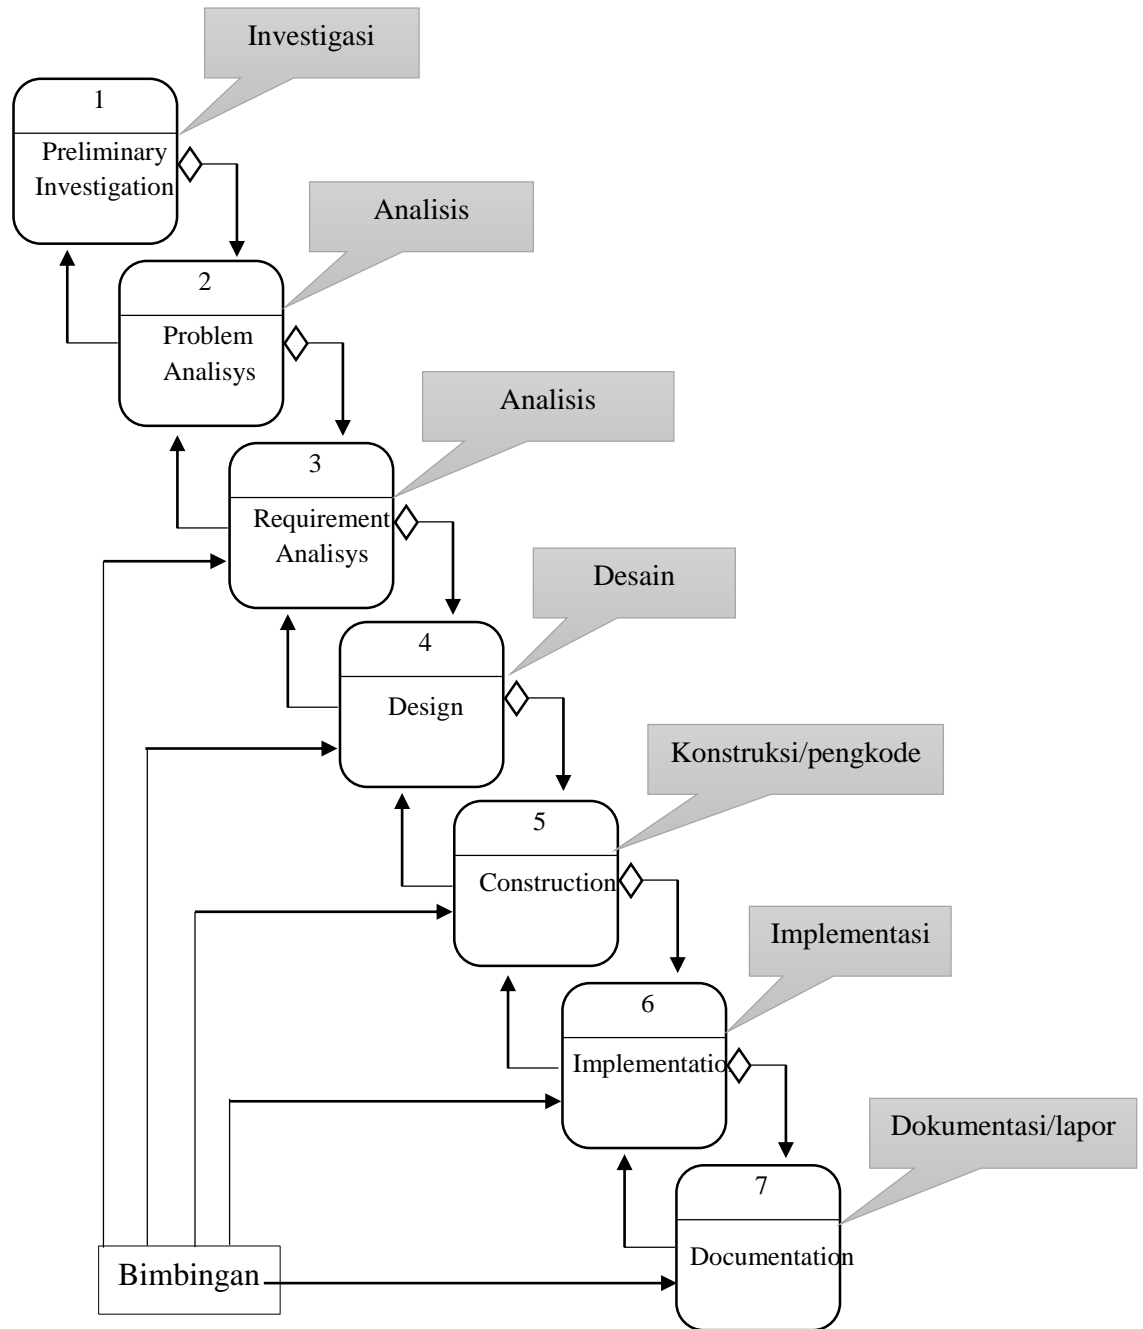 Investigasi
1
Preliminary
Investigation
Analisis
2
Problem
Analisys
Analisis
3
Requirement
Analisys
Desain
4
Design
Konstruksi/pengkode
5
Construction
Implementasi
6
Implementatio
Dokumentasi/lapor
7
Documentation
Bimbingan